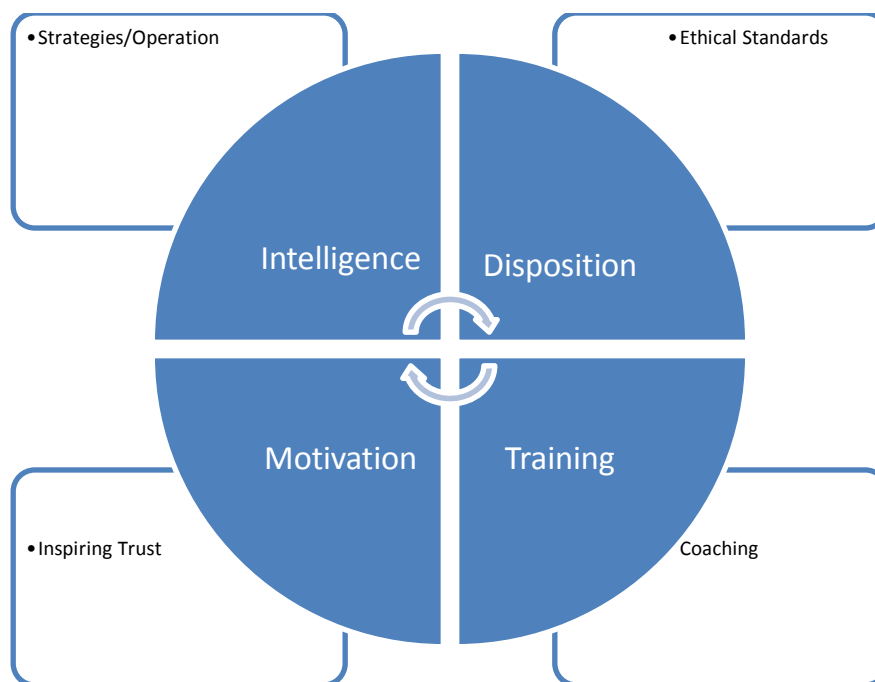 •Strategies/Operation
•Ethical Standards
Intelligence
Disposition
Motivation
Training
•Inspiring Trust
Coaching